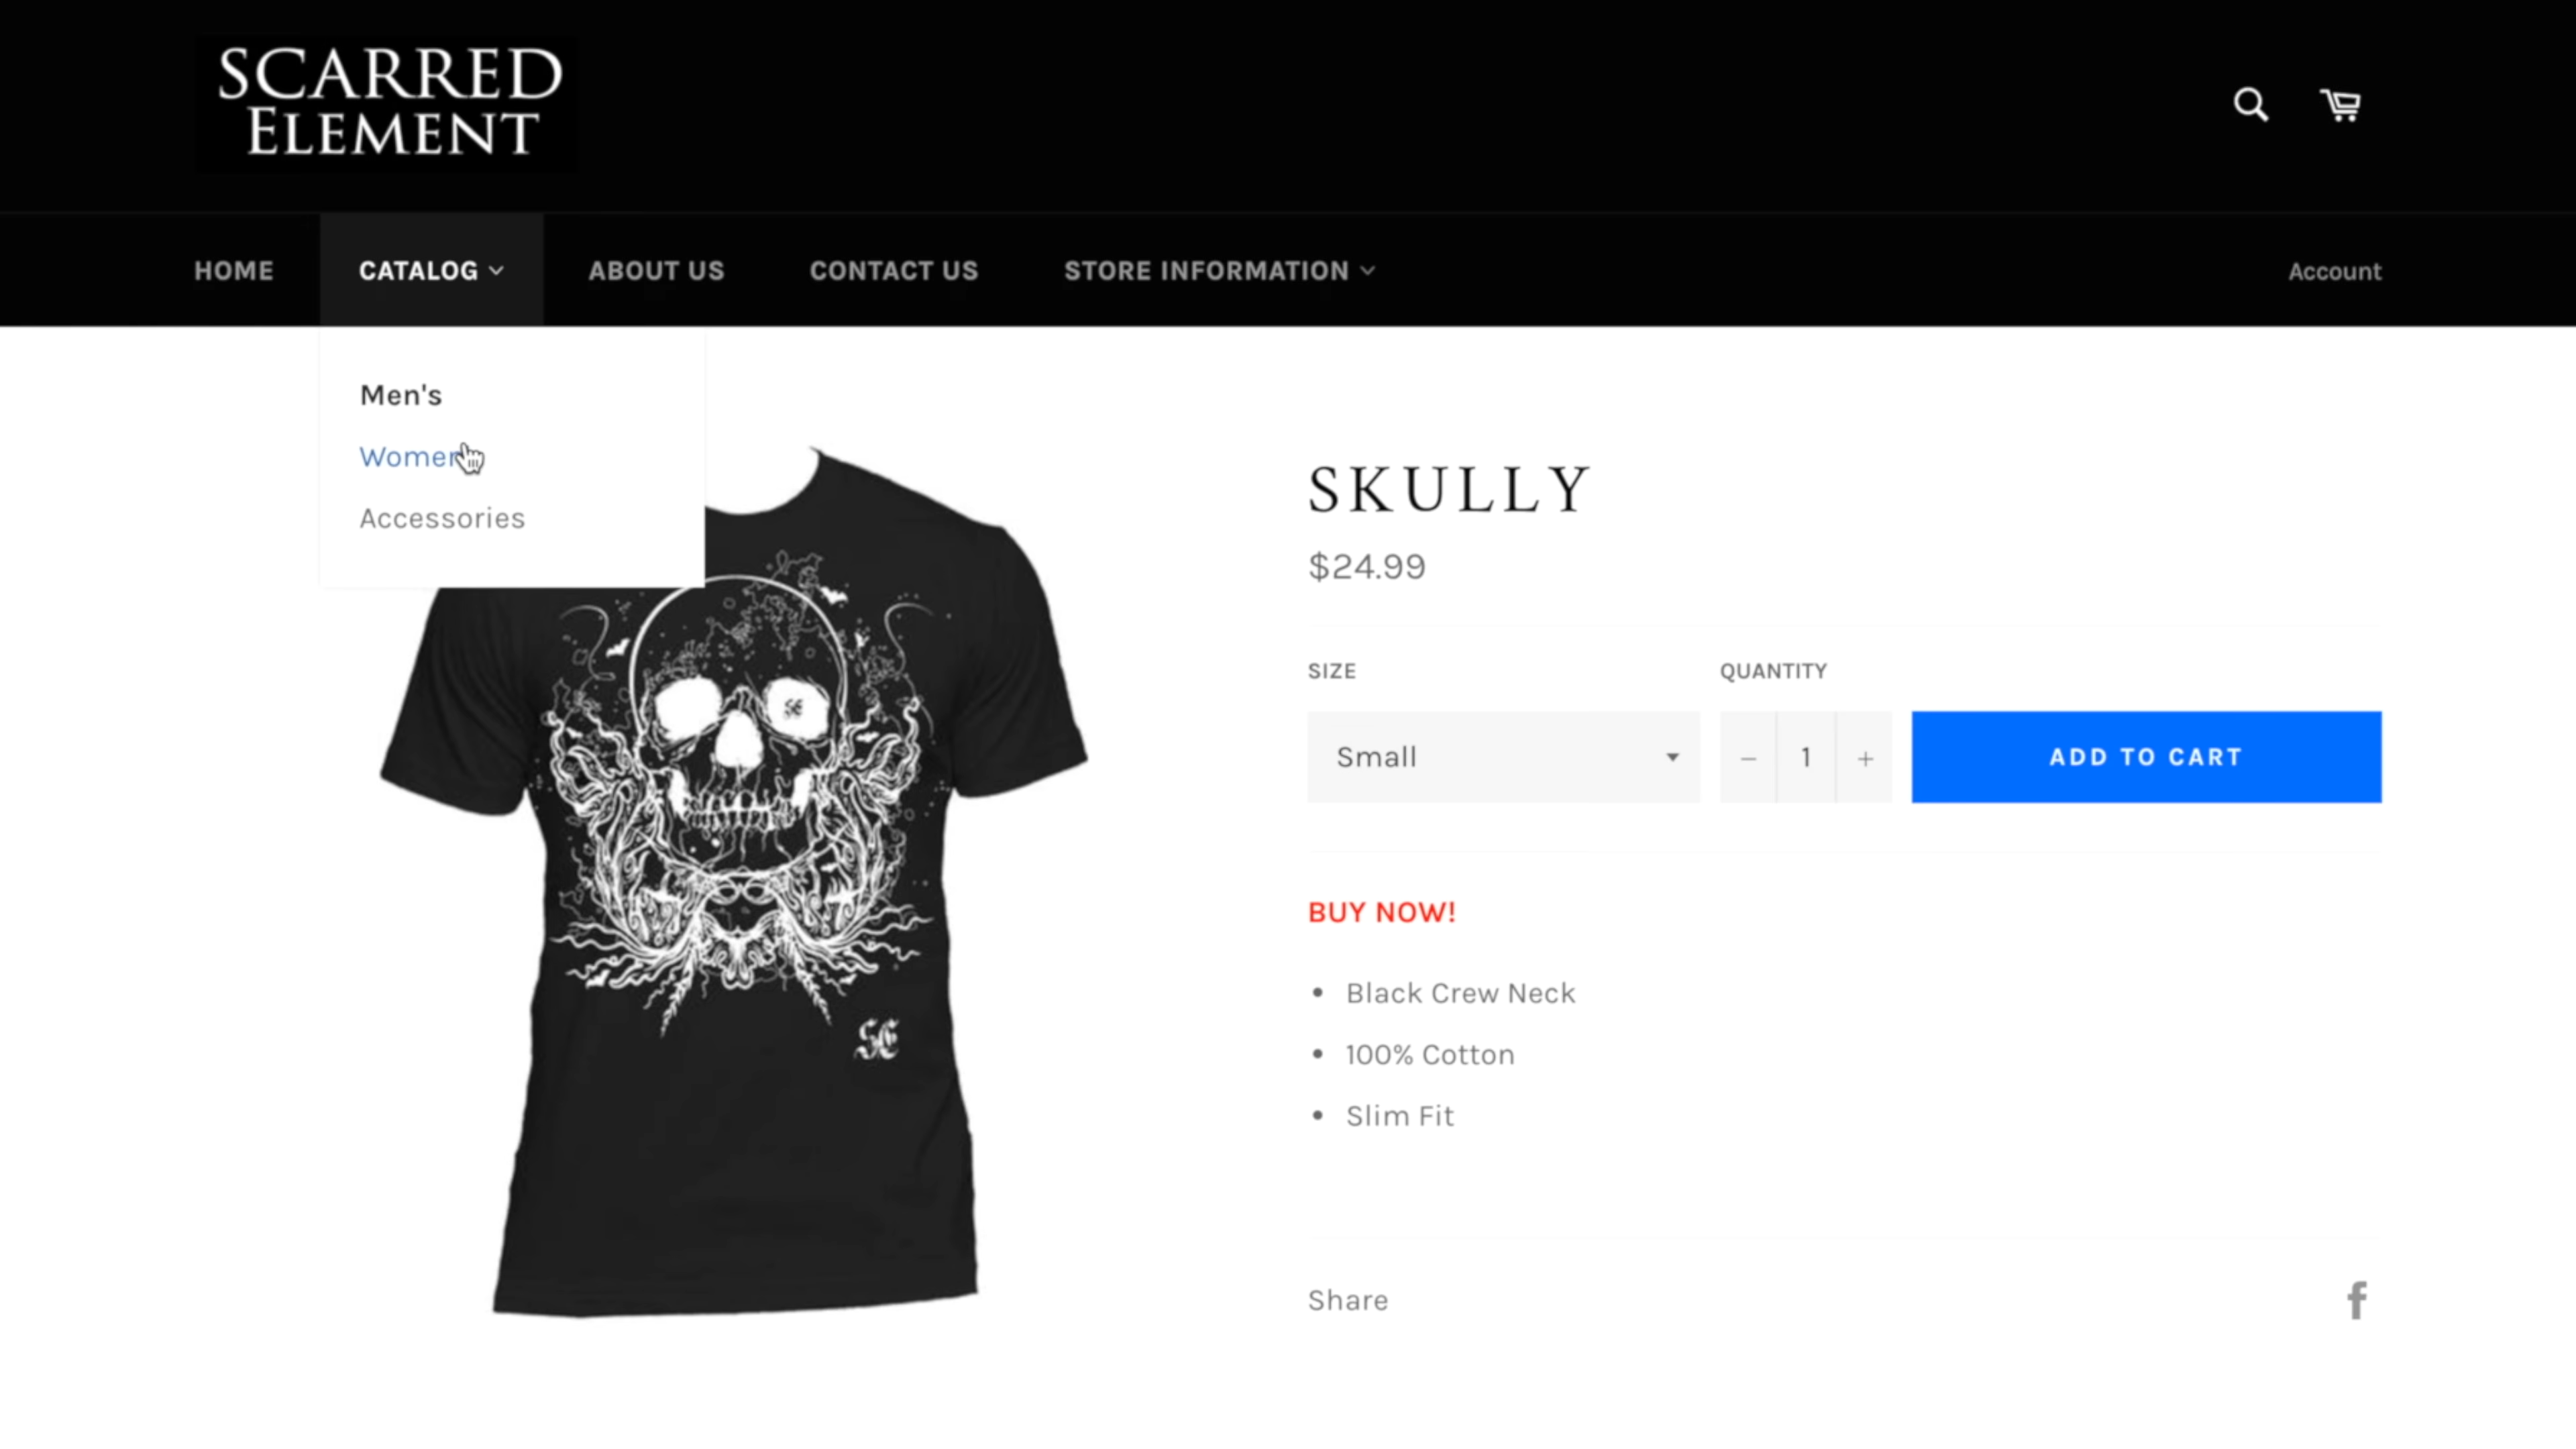 SCARRED
ELEMENT
HOME CATALOG ABOUT US CONTACT US STORE INFORMATION Account
Men's
Accessories
SKULLY
$24.99
SIZE QUANTITY
Small − 1 + ADD TO CART
BUY NOW!
• Black Crew Neck
• 100% Cotton
• Slim Fit
SE
Share f